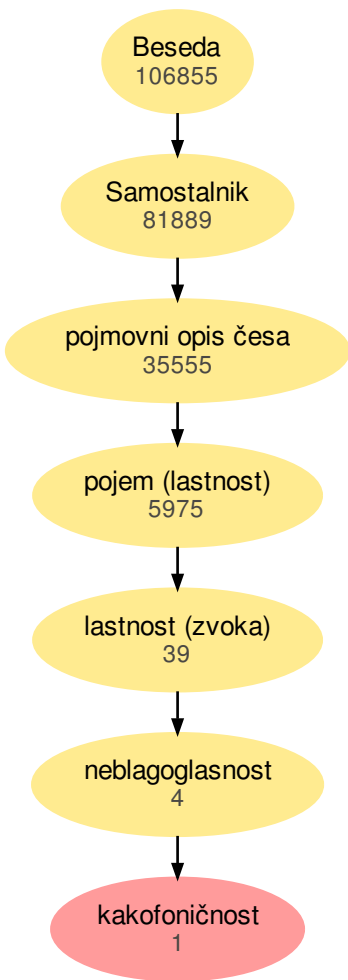 Beseda
106855
Samostalnik
81889
pojmovni opis česa
35555
pojem (lastnost)
5975
lastnost (zvoka)
39
neblagoglasnost
4
kakofoničnost
1